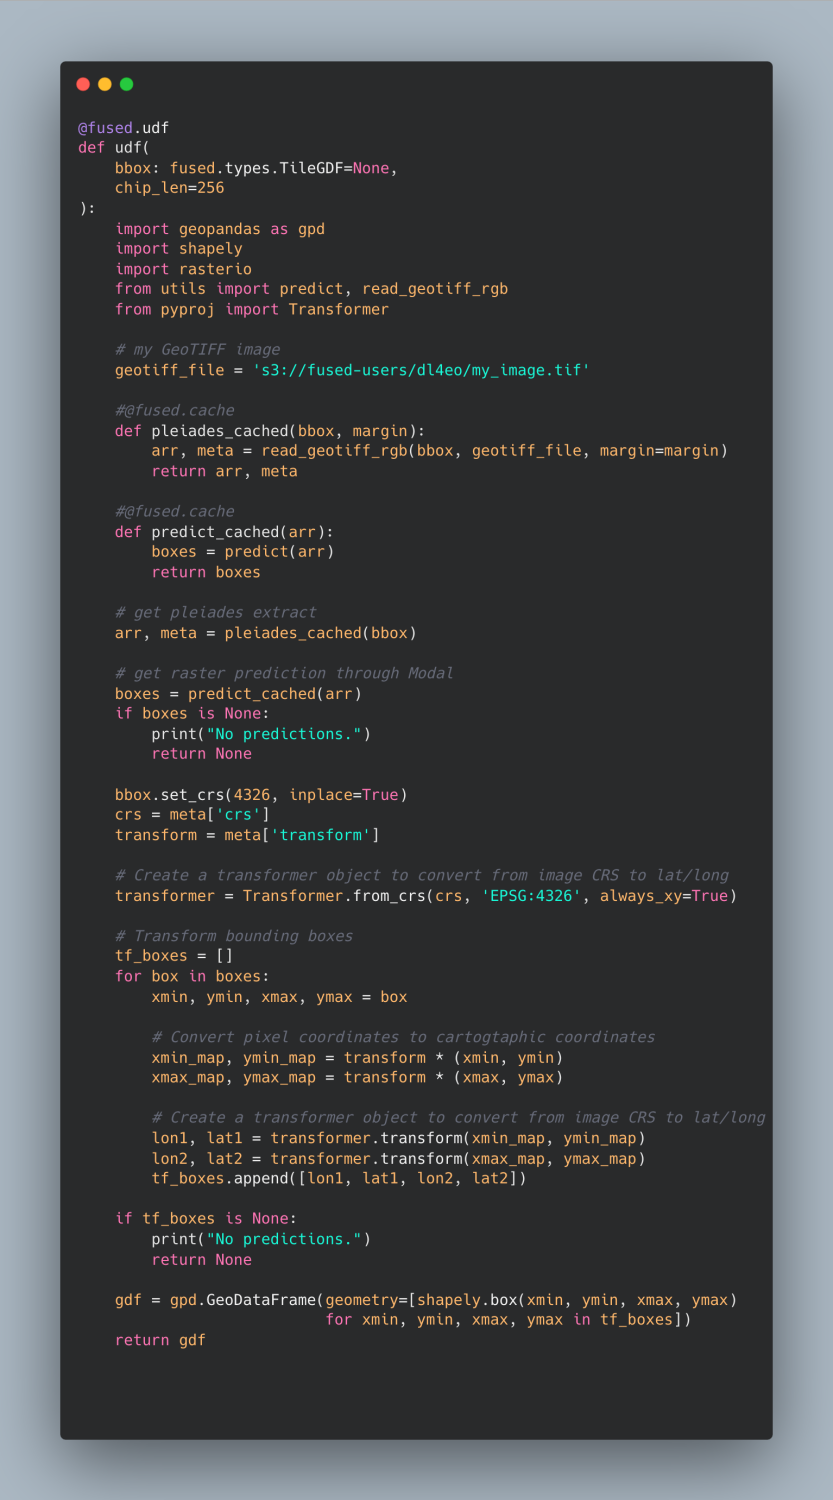 @fused.udf
def udf(
    bbox: fused.types.TileGDF=None,
    chip_len=256
):
    import geopandas as gpd
    import shapely
    import rasterio
    from utils import predict, read_geotiff_rgb
    from pyproj import Transformer

    # my GeoTIFF image
    geotiff_file = 's3://fused-users/dl4eo/my_image.tif'

    #@fused.cache
    def pleiades_cached(bbox, margin):
        arr, meta = read_geotiff_rgb(bbox, geotiff_file, margin=margin)
        return arr, meta

    #@fused.cache
    def predict_cached(arr):
        boxes = predict(arr)
        return boxes

    # get pleiades extract
    arr, meta = pleiades_cached(bbox)

    # get raster prediction through Modal
    boxes = predict_cached(arr)
    if boxes is None:
        print("No predictions.")
        return None

    bbox.set_crs(4326, inplace=True)
    crs = meta['crs']
    transform = meta['transform']

    # Create a transformer object to convert from image CRS to lat/long
    transformer = Transformer.from_crs(crs, 'EPSG:4326', always_xy=True)

    # Transform bounding boxes
    tf_boxes = []
    for box in boxes:
        xmin, ymin, xmax, ymax = box

        # Convert pixel coordinates to cartogtaphic coordinates
        xmin_map, ymin_map = transform * (xmin, ymin)
        xmax_map, ymax_map = transform * (xmax, ymax)

        # Create a transformer object to convert from image CRS to lat/long
        lon1, lat1 = transformer.transform(xmin_map, ymin_map)
        lon2, lat2 = transformer.transform(xmax_map, ymax_map)
        tf_boxes.append([lon1, lat1, lon2, lat2])

    if tf_boxes is None:
        print("No predictions.")
        return None

    gdf = gpd.GeoDataFrame(geometry=[shapely.box(xmin, ymin, xmax, ymax)
                           for xmin, ymin, xmax, ymax in tf_boxes])
    return gdf